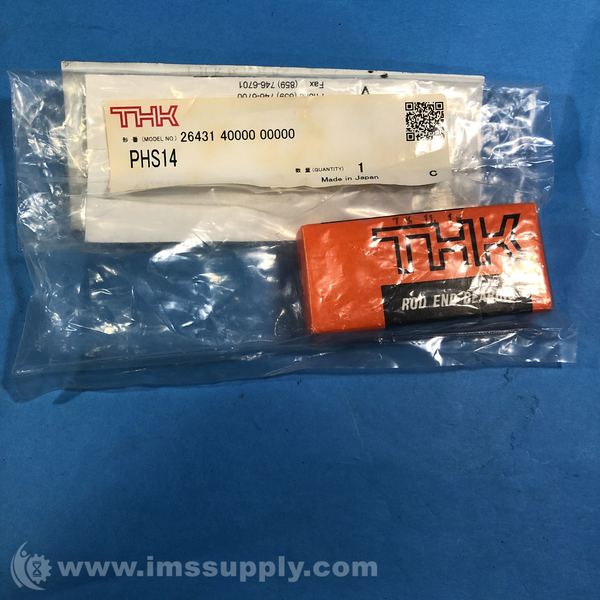 Fax (859) 746-6701
THK
形 番 (MODEL NO.) 26431 40000 00000
PHS14
数 量 (QUANTITY) 1
Made in Japan
C
THK
ROD END BEARING
www.imssupply.com